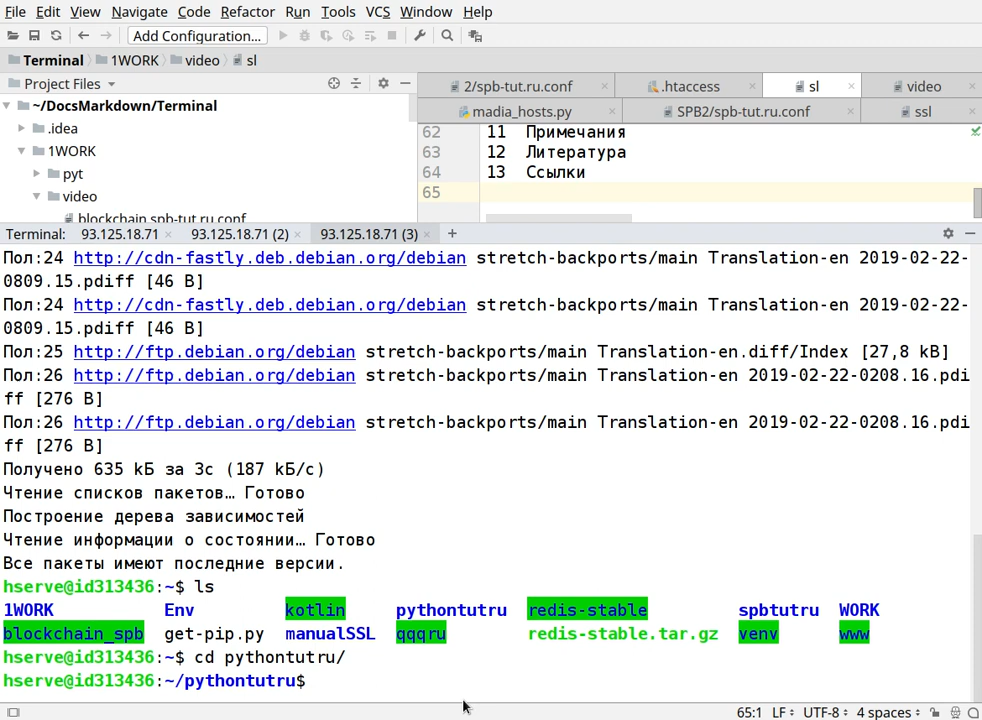 File Edit View Navigate Code Refactor Run Tools VCS Window Help
Add Configuration...
Terminal 1WORK video sl
Project Files
2/spb-tut.ru.conf .htaccess sl video
~/DocsMarkdown/Terminal
madia_hosts.py SPB2/spb-tut.ru.conf ssl
.idea
1WORK
pyt
video
blockchain.spb-tut.ru.conf
62 11 Примечания
63 12 Литература
64 13 Ссылки
65
Terminal: 93.125.18.71 93.125.18.71 (2) 93.125.18.71 (3) +
Пол:24 http://cdn-fastly.deb.debian.org/debian stretch-backports/main Translation-en 2019-02-22-
0809.15.pdiff [46 B]
Пол:24 http://cdn-fastly.deb.debian.org/debian stretch-backports/main Translation-en 2019-02-22-
0809.15.pdiff [46 B]
Пол:25 http://ftp.debian.org/debian stretch-backports/main Translation-en.diff/Index [27,8 kB]
Пол:26 http://ftp.debian.org/debian stretch-backports/main Translation-en 2019-02-22-0208.16.pdi
ff [276 B]
Пол:26 http://ftp.debian.org/debian stretch-backports/main Translation-en 2019-02-22-0208.16.pdi
ff [276 B]
Получено 635 kБ за 3с (187 kБ/c)
Чтение списков пакетов… Готово
Построение дерева зависимостей
Чтение информации о состоянии… Готово
Все пакеты имеют последние версии.
hserve@id313436:~$ ls
1WORK Env kotlin pythontutru redis-stable spbtutru WORK
blockchain_spb get-pip.py manualSSL qqqru redis-stable.tar.gz venv www
hserve@id313436:~$ cd pythontutru/
hserve@id313436:~/pythontutru$
65:1 LF UTF-8 4 spaces